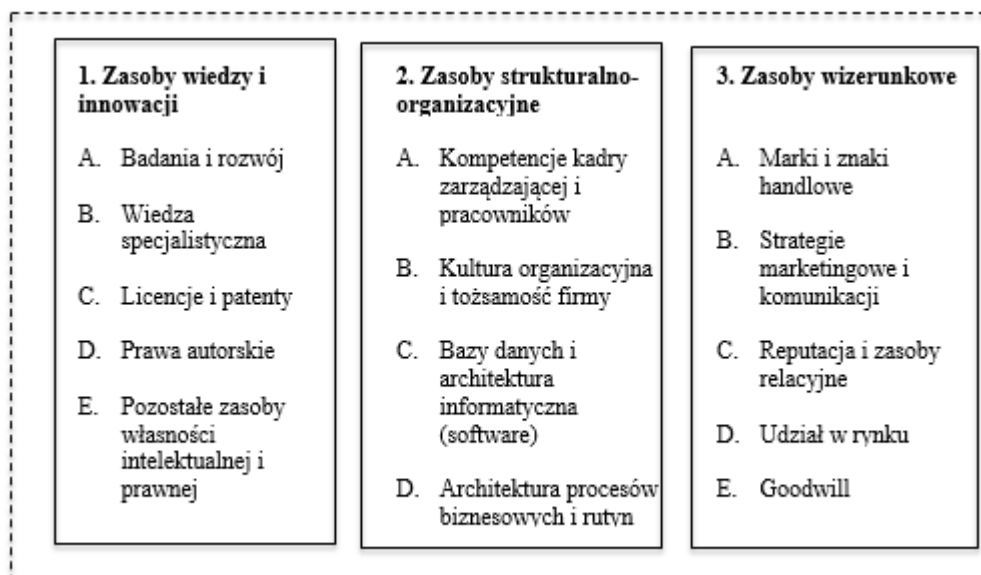 1. Zasoby wiedzy i
innowacji
A. Badania i rozwój
B. Wiedza
specjalistyczna
C. Licencje i patenty
D. Prawa autorskie
E. Pozostałe zasoby
własności
intelektualnej i
prawnej
2. Zasoby strukturalno-
organizacyjne
A. Kompetencje kadry
zarządzającej i
pracowników
B. Kultura organizacyjna
i tożsamość firmy
C. Bazy danych i
architektura
informatyczna
(software)
D. Architektura procesów
biznesowych i rutyn
3. Zasoby wizerunkowe
A. Marki i znaki
handlowe
B. Strategie
marketingowe i
komunikacji
C. Reputacja i zasoby
relacyjne
D. Udział w rynku
E. Goodwill